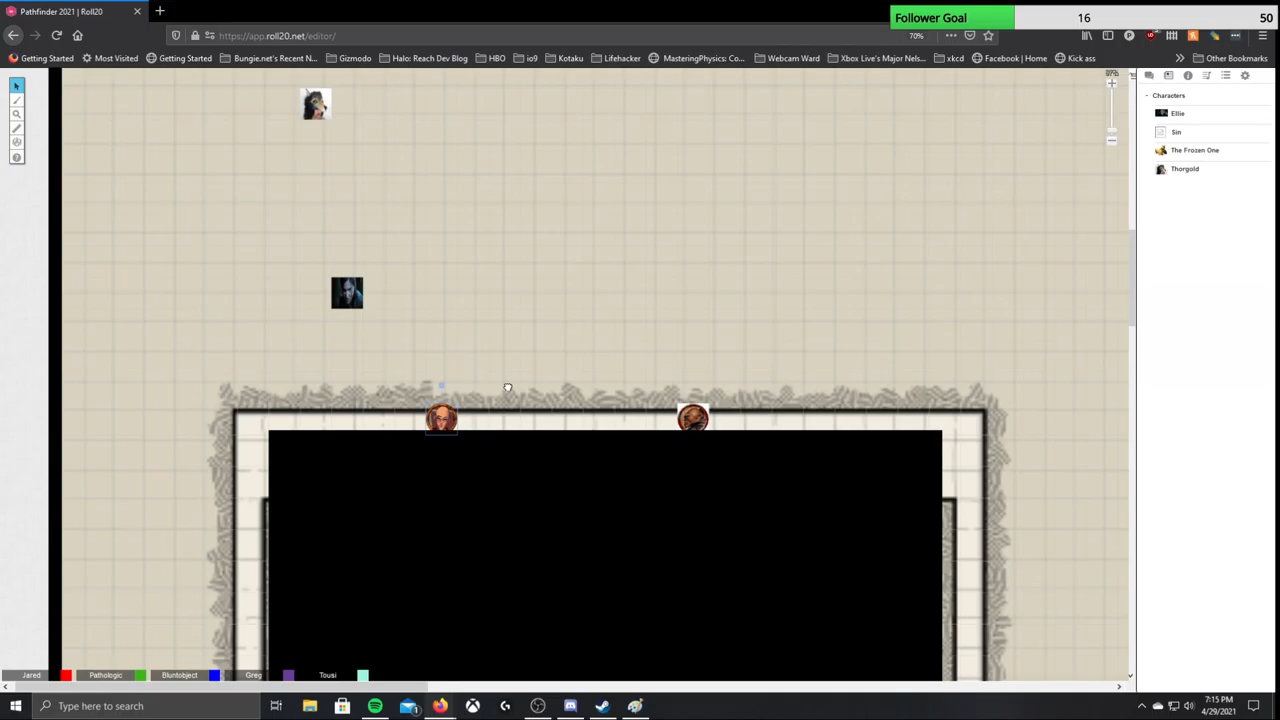 Pathfinder 2021 | Roll20
Follower Goal 16 50
https://app.roll20.net/editor/ 70%
Getting Started Most Visited Bungie.net's Recent N... Gizmodo Halo: Reach Dev Blog HBO io9 Kotaku Lifehacker MasteringPhysics: Co... Webcam Ward Xbox Live's Major Nels... xkcd Facebook | Home Kick ass Other Bookmarks
Getting Started
Characters
Ellie
Sin
The Frozen One
Thorgold
Jared Pathologic Bluntobject Greg Tousi
Type here to search
7:15 PM
4/29/2021